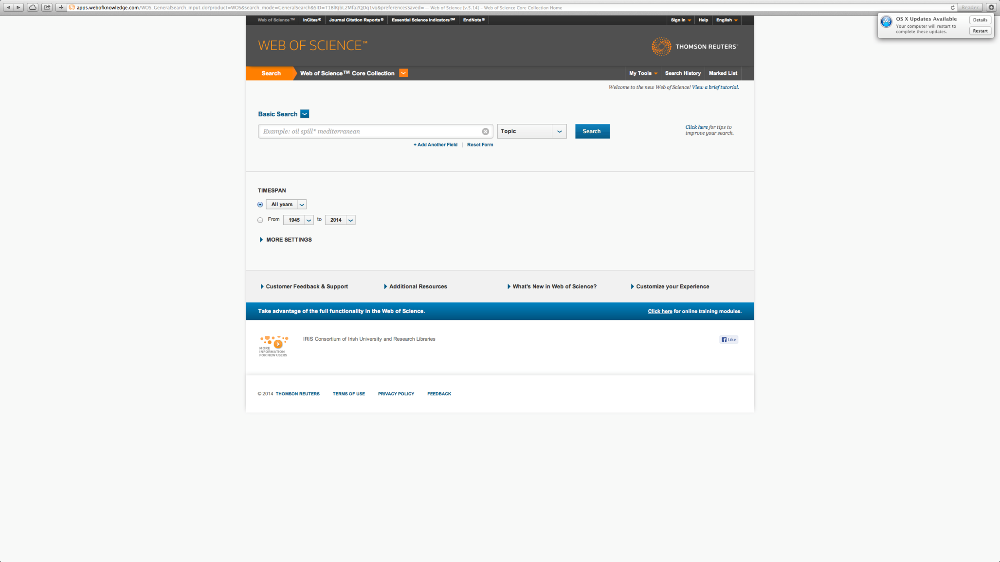 apps.webofknowledge.com/WOS_GeneralSearch_input.do?product=WOS&search_mode=GeneralSearch&SID=T1BlRjbL2Mfa2QDq1vq&preferencesSaved= — Web of Science [v.5.14] – Web of Science Core Collection Home
Reader
Web of Science™ InCites® Journal Citation Reports® Essential Science Indicators℠ EndNote® Sign In Help English
OS X Updates Available
Your computer will restart to
complete these updates.
Details
Restart
WEB OF SCIENCE™
THOMSON REUTERS™
Search Web of Science™ Core Collection My Tools Search History Marked List
Welcome to the new Web of Science! View a brief tutorial.
Basic Search
Example: oil spill* mediterranean Topic Search
Click here for tips to
improve your search.
+ Add Another Field | Reset Form
TIMESPAN
All years
From 1945 to 2014
MORE SETTINGS
Customer Feedback & Support Additional Resources What's New in Web of Science? Customize your Experience
Take advantage of the full functionality in the Web of Science. Click here for online training modules.
IRIS Consortium of Irish University and Research Libraries
Like
MORE
INFORMATION
FOR NEW USERS
© 2014 THOMSON REUTERS TERMS OF USE PRIVACY POLICY FEEDBACK